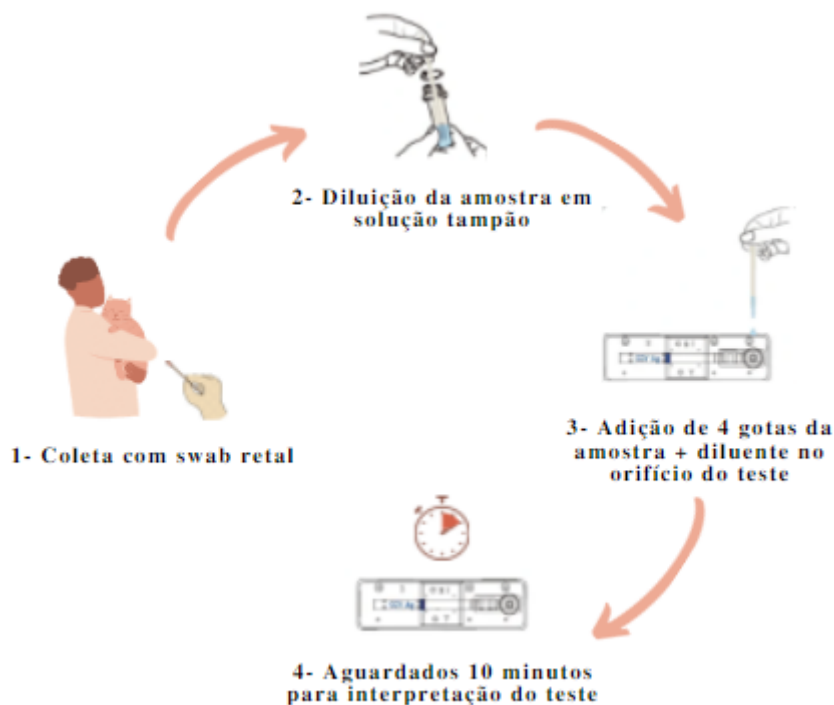 1- Coleta com swab retal
2- Diluição da amostra em
solução tampão
3- Adição de 4 gotas da
amostra + diluente no
orifício do teste
4- Aguardados 10 minutos
para interpretação do teste